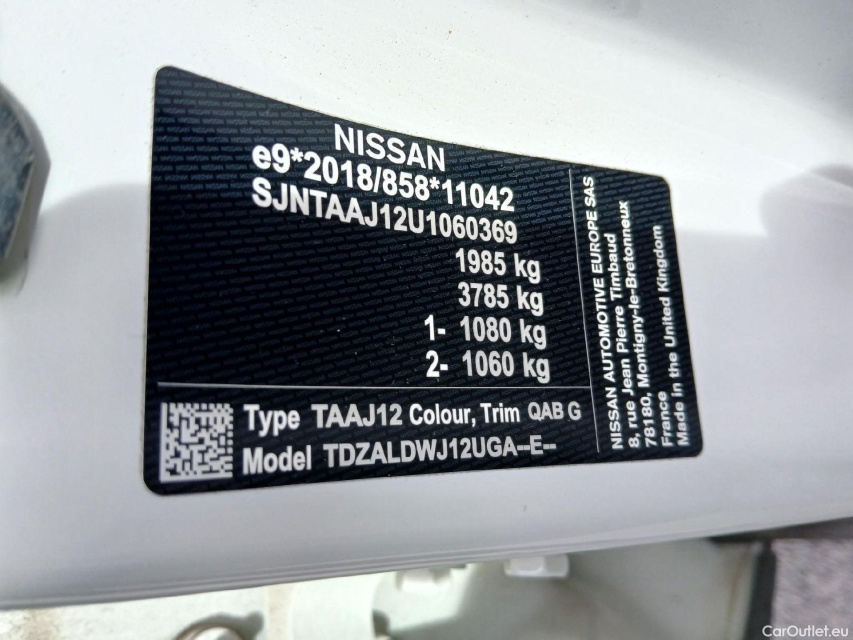 NISSAN
e9*2018/858*11042
SJNTAAJ12U1060369
1985 kg
3785 kg
1- 1080 kg
2- 1060 kg
Type TAAJ12 Colour, Trim QAB G
Model TDZALDWJ12UGA--E--
NISSAN AUTOMOTIVE EUROPE SAS
8, rue Jean Pierre Timbaud
78180, Montigny-le-Bretonneux
France
Made in the United Kingdom
CarOutlet.eu